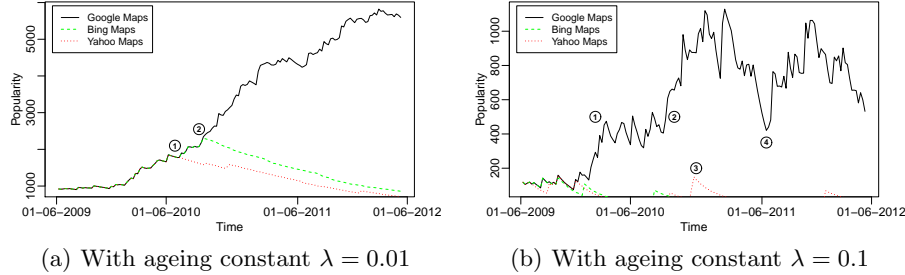 Google Maps
Bing Maps
Yahoo Maps
Popularity
1000
3000
5000
1
2
01−06−2009
01−06−2010
01−06−2011
01−06−2012
Time
(a) With ageing constant λ = 0.01
Google Maps
Bing Maps
Yahoo Maps
Popularity
200
400
600
800
1000
1
2
3
4
01−06−2009
01−06−2010
01−06−2011
01−06−2012
Time
(b) With ageing constant λ = 0.1